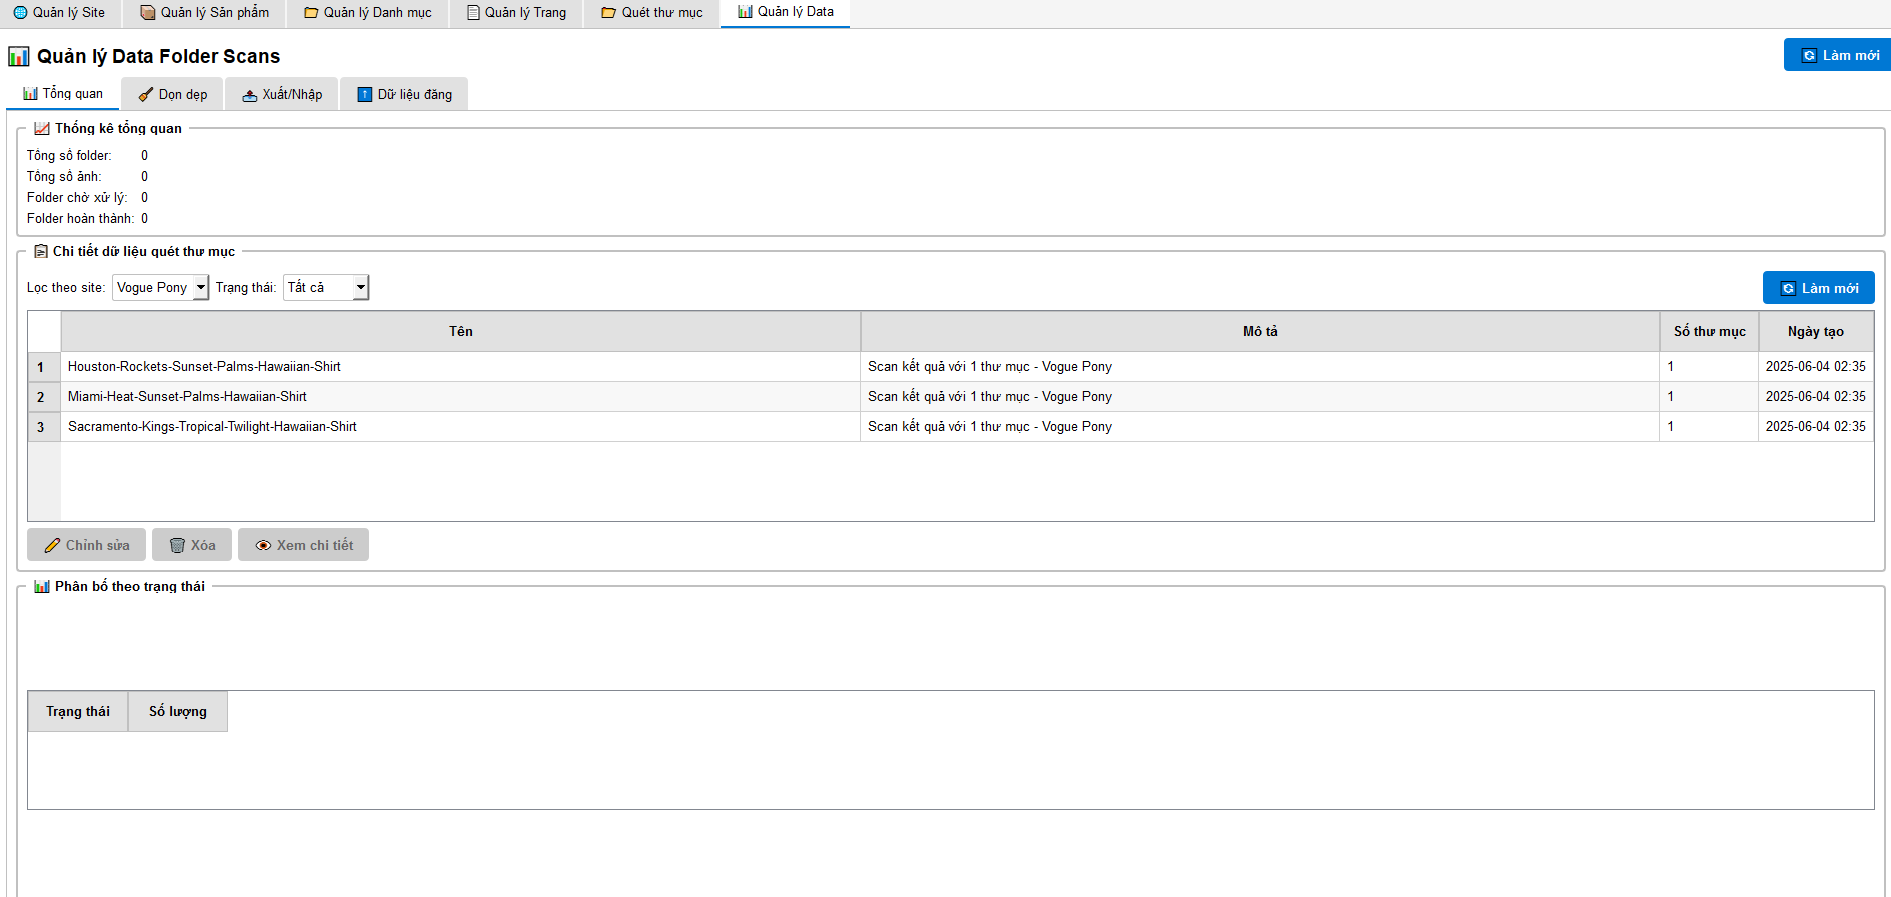 Quản lý Site Quản lý Sản phẩm Quản lý Danh mục Quản lý Trang Quét thư mục Quản lý Data
Quản lý Data Folder Scans
Làm mới
Tổng quan Dọn dẹp Xuất/Nhập Dữ liệu đăng
Thống kê tổng quan
Tổng số folder: 0
Tổng số ảnh: 0
Folder chờ xử lý: 0
Folder hoàn thành: 0
Chi tiết dữ liệu quét thư mục
Lọc theo site: Vogue Pony Trạng thái: Tất cả
Làm mới
Tên Mô tả Số thư mục Ngày tạo
1 Houston-Rockets-Sunset-Palms-Hawaiian-Shirt Scan kết quả với 1 thư mục - Vogue Pony 1 2025-06-04 02:35
2 Miami-Heat-Sunset-Palms-Hawaiian-Shirt Scan kết quả với 1 thư mục - Vogue Pony 1 2025-06-04 02:35
3 Sacramento-Kings-Tropical-Twilight-Hawaiian-Shirt Scan kết quả với 1 thư mục - Vogue Pony 1 2025-06-04 02:35
Chỉnh sửa Xóa Xem chi tiết
Phân bố theo trạng thái
Trạng thái Số lượng